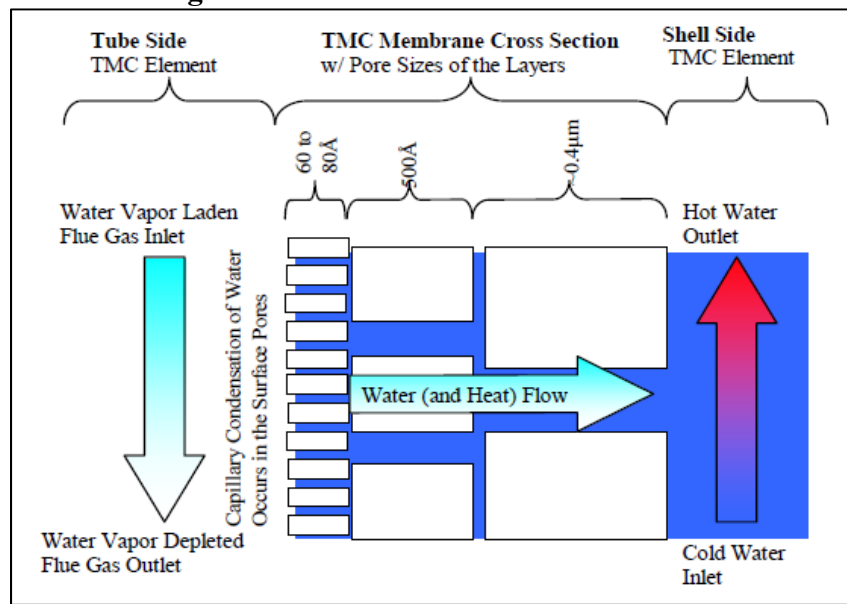 Tube Side
TMC Element
TMC Membrane Cross Section
w/ Pore Sizes of the Layers
Shell Side
TMC Element
60 to
80Å
500Å
~0.4μm
Water Vapor Laden
Flue Gas Inlet
Hot Water
Outlet
Capillary Condensation of Water
Occurs in the Surface Pores
Water (and Heat) Flow
Water Vapor Depleted
Flue Gas Outlet
Cold Water
Inlet